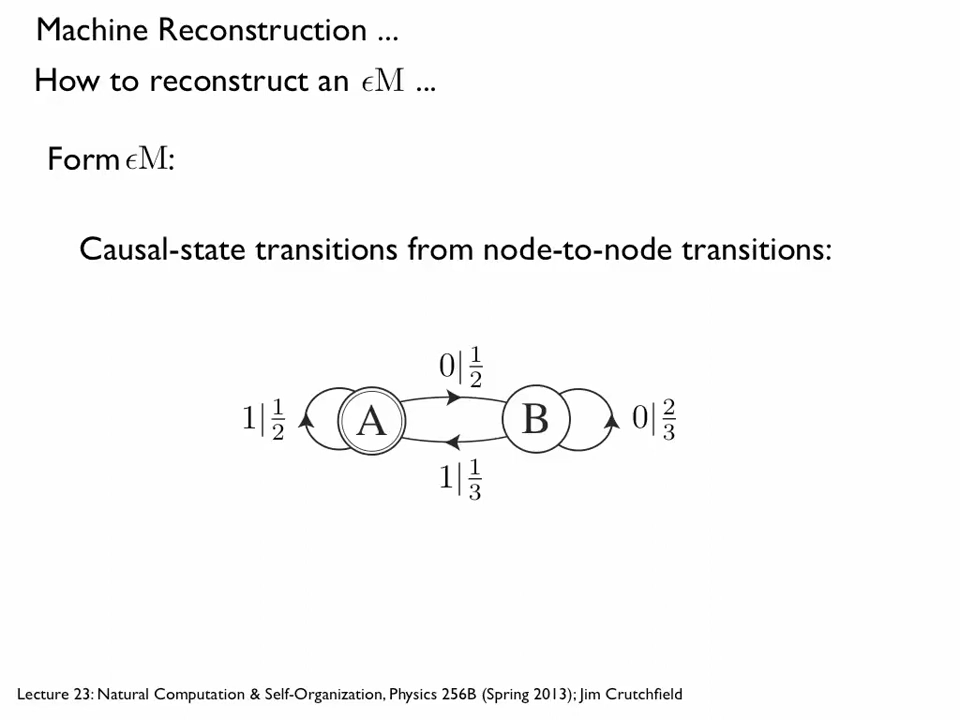 Machine Reconstruction ...
How to reconstruct an ϵM ...
Form ϵM:
Causal-state transitions from node-to-node transitions:
0|1/2
1|1/2 A B 0|2/3
1|1/3
Lecture 23: Natural Computation & Self-Organization, Physics 256B (Spring 2013); Jim Crutchfield